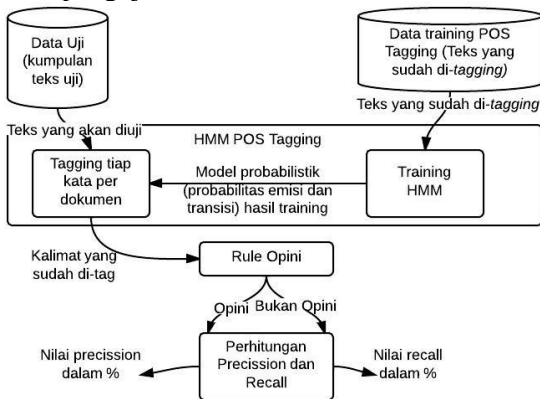 Data Uji
(kumpulan
teks uji)
Data training POS
Tagging (Teks yang
sudah di-tagging)
Teks yang sudah di-tagging
Teks yang akan diuji
HMM POS Tagging
Tagging tiap
kata per
dokumen
Model probabilistik
(probabilitas emisi dan
transisi) hasil training
Training
HMM
Kalimat yang
sudah di-tag
Rule Opini
Opini
Bukan Opini
Perhitungan
Precission dan
Recall
Nilai precission
dalam %
Nilai recall
dalam %